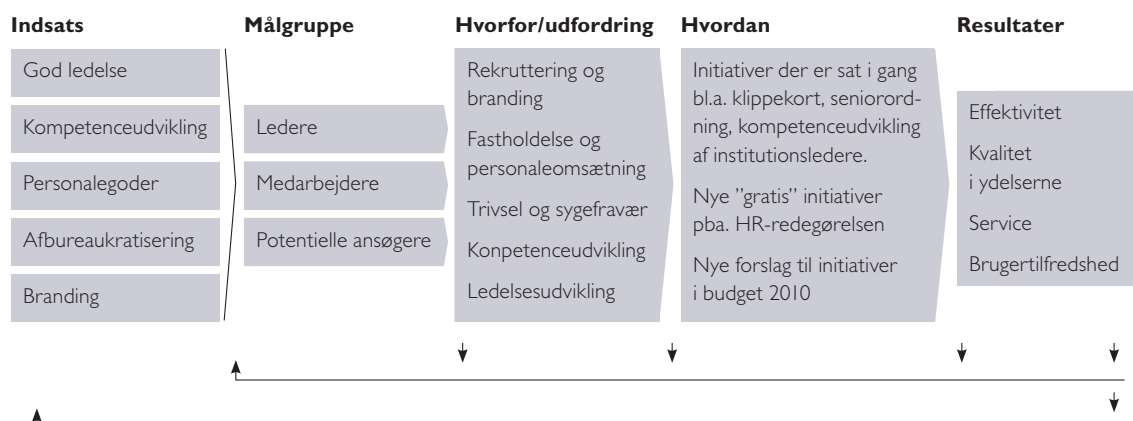 Indsats
God ledelse
Kompetenceudvikling
Personalegoder
Afbureaukratisering
Branding
Målgruppe
Ledere
Medarbejdere
Potentielle ansøgere
Hvorfor/udfordring
Rekruttering og
branding
Fastholdelse og
personaleomsætning
Trivsel og sygefravær
Konpetenceudvikling
Ledelsesudvikling
Hvordan
Initiativer der er sat i gang
bl.a. klippekort, seniorord-
ning, kompetenceudvikling
af institutionsledere.
Nye ”gratis” initiativer
pba. HR-redegørelsen
Nye forslag til initiativer
i budget 2010
Resultater
Effektivitet
Kvalitet
i ydelserne
Service
Brugertilfredshed